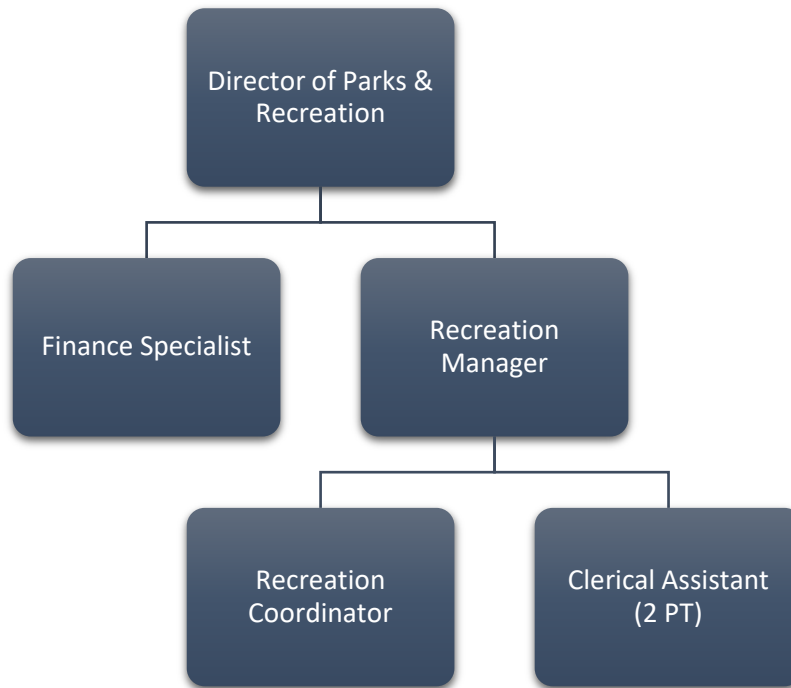 Director of Parks &
Recreation
Finance Specialist
Recreation
Manager
Recreation
Coordinator
Clerical Assistant
(2 PT)